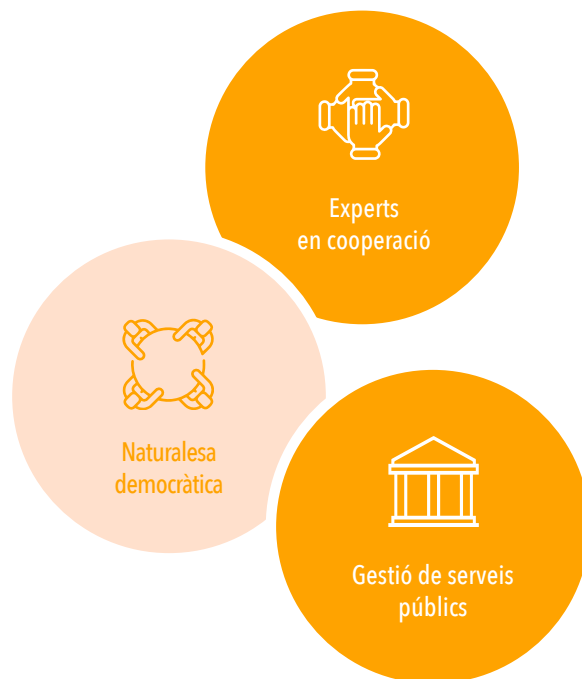 Experts
en cooperació
Naturalesa
democràtica
Gestió de serveis
públics